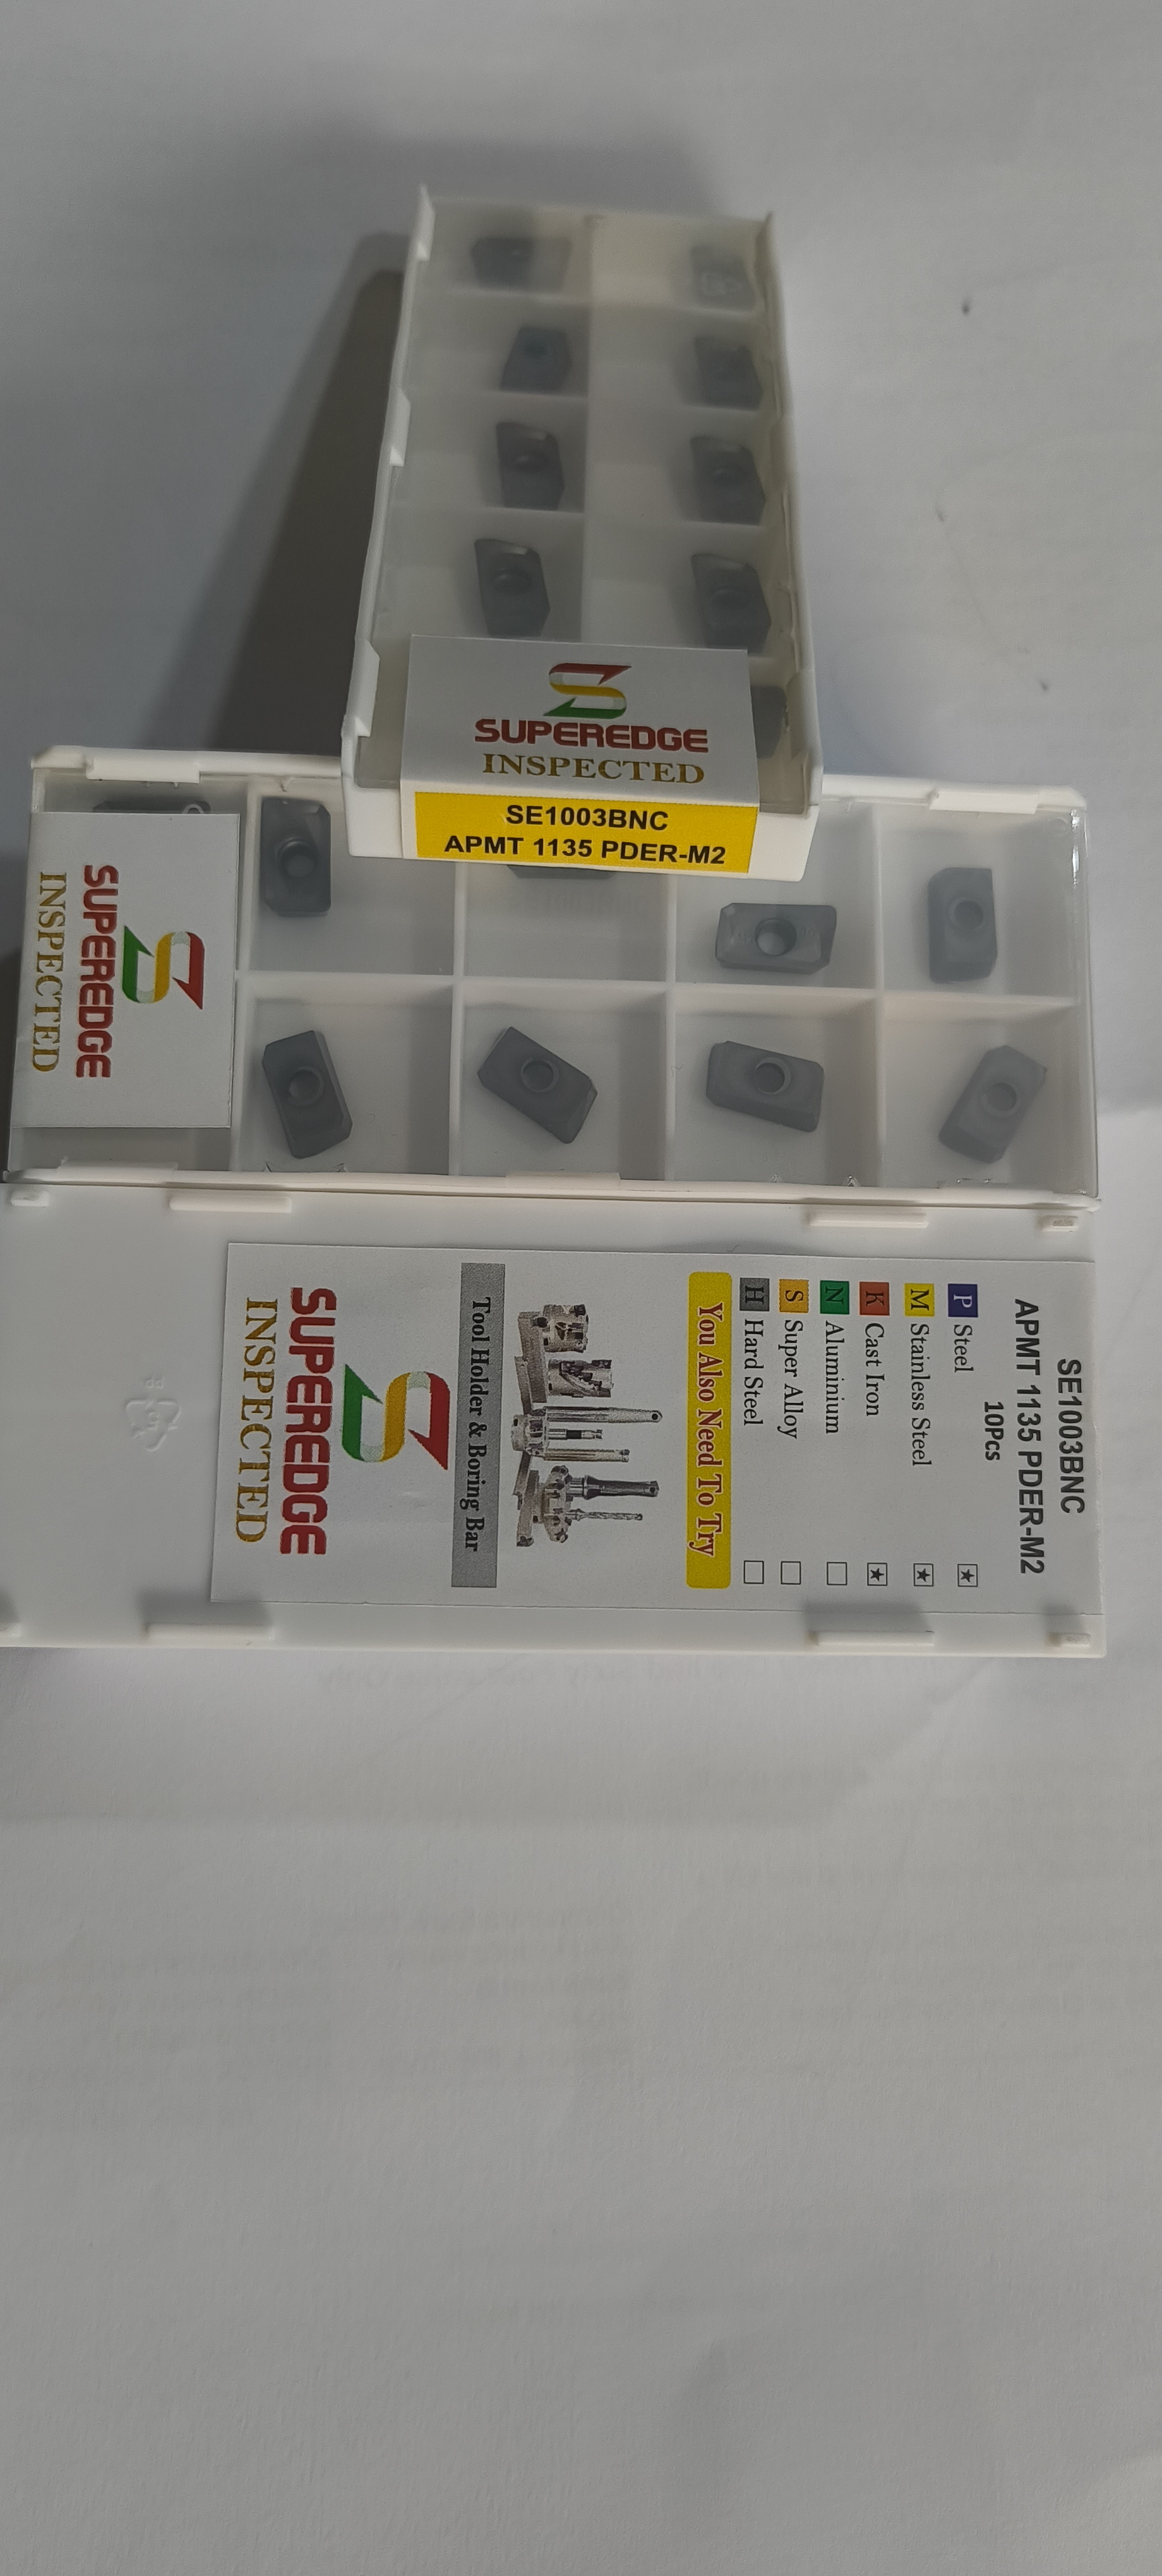 SUPEREDGE
INSPECTED
SE1003BNC
APMT 1135 PDER-M2
SUPEREDGE
INSPECTED
SE1003BNC
APMT 1135 PDER-M2
10Pcs
P Steel
M Stainless Steel
K Cast Iron
N Aluminium
S Super Alloy
H Hard Steel
You Also Need To Try
Tool Holder & Boring Bar
SUPEREDGE
INSPECTED